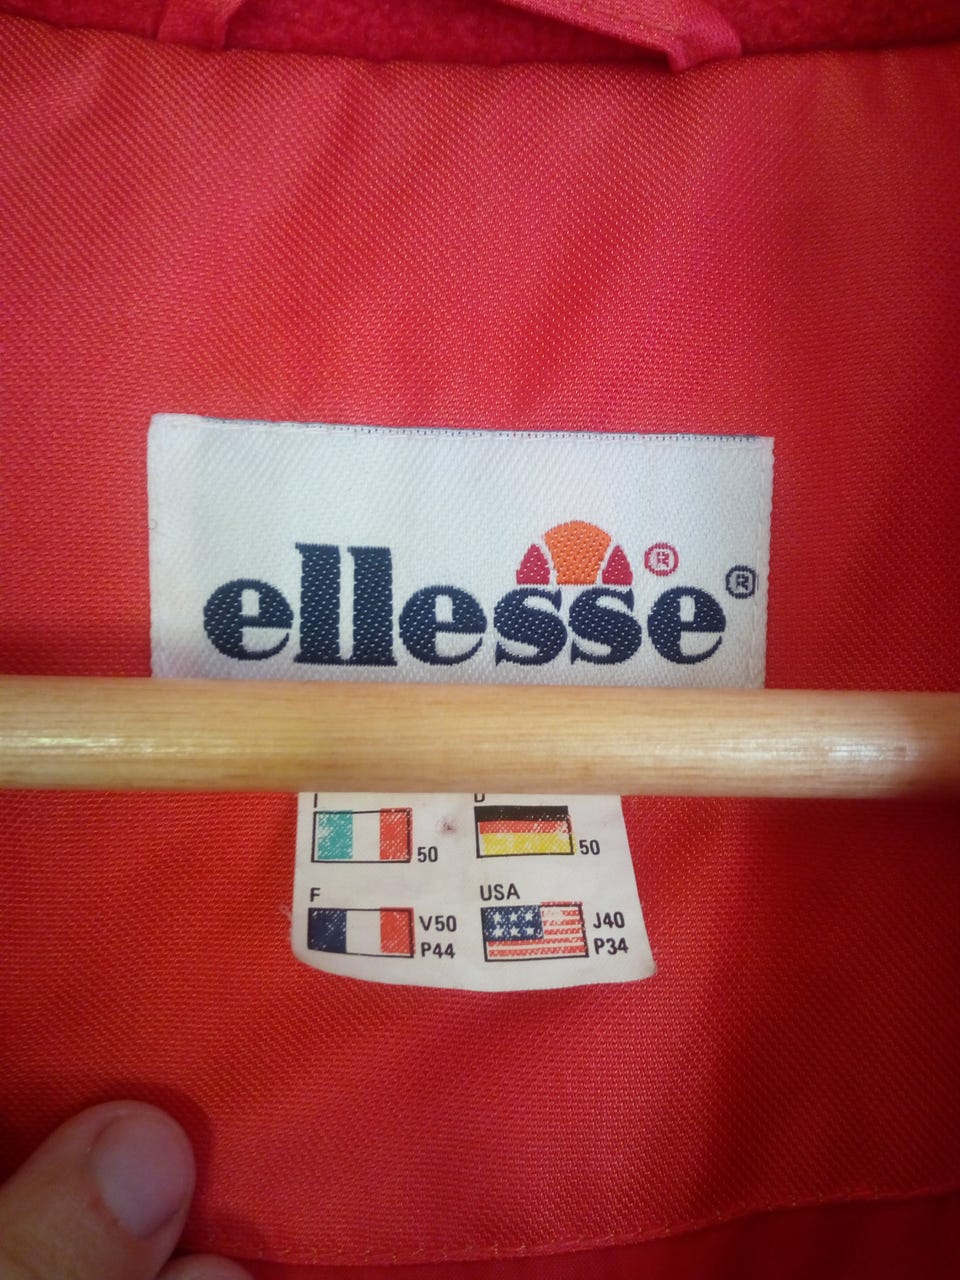 ellesse® ®
I D
50 50
F USA
V50 J40
P44 P34